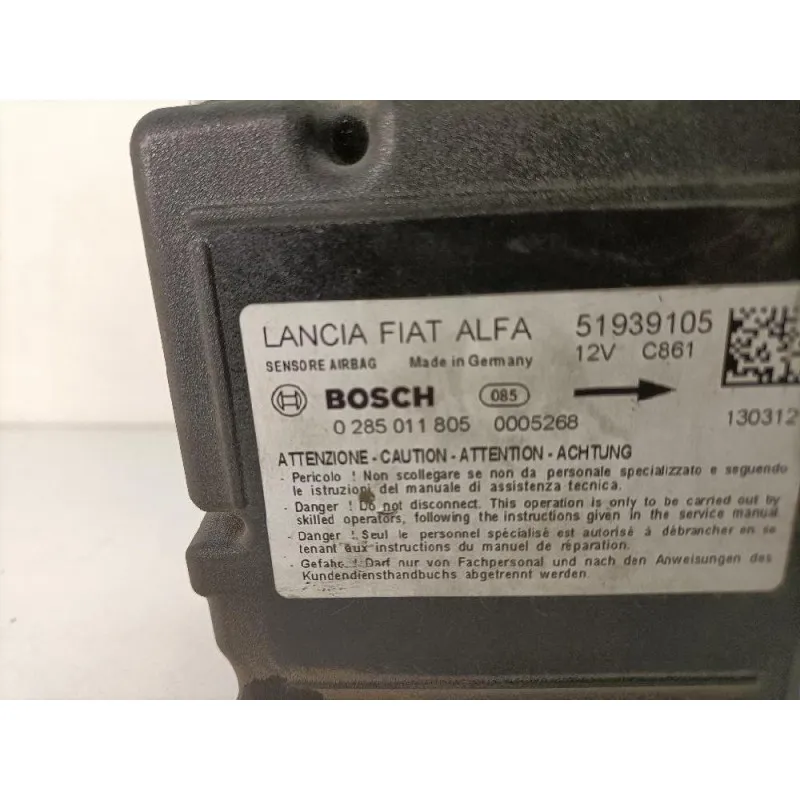 LANCIA FIAT ALFA 51939105
SENSORE AIRBAG Made in Germany 12V C861
BOSCH 085
0 285 011 805 0005268 130312
ATTENZIONE - CAUTION - ATTENTION - ACHTUNG
- Pericolo ! Non scollegare se non da personale specializzato e seguendo
le istruzioni del manuale di assistenza tecnica.
- Danger ! Do not disconnect. This operation is only to be carried out by
skilled operators, following the instructions given in the service manual.
- Danger ! Seul le personnel spécialisé est autorisé à débrancher en se
tenant aux instructions du manuel de réparation.
- Gefahr ! Darf nur von Fachpersonal und nach den Anweisungen des
Kundendiensthandbuchs abgetrennt werden.